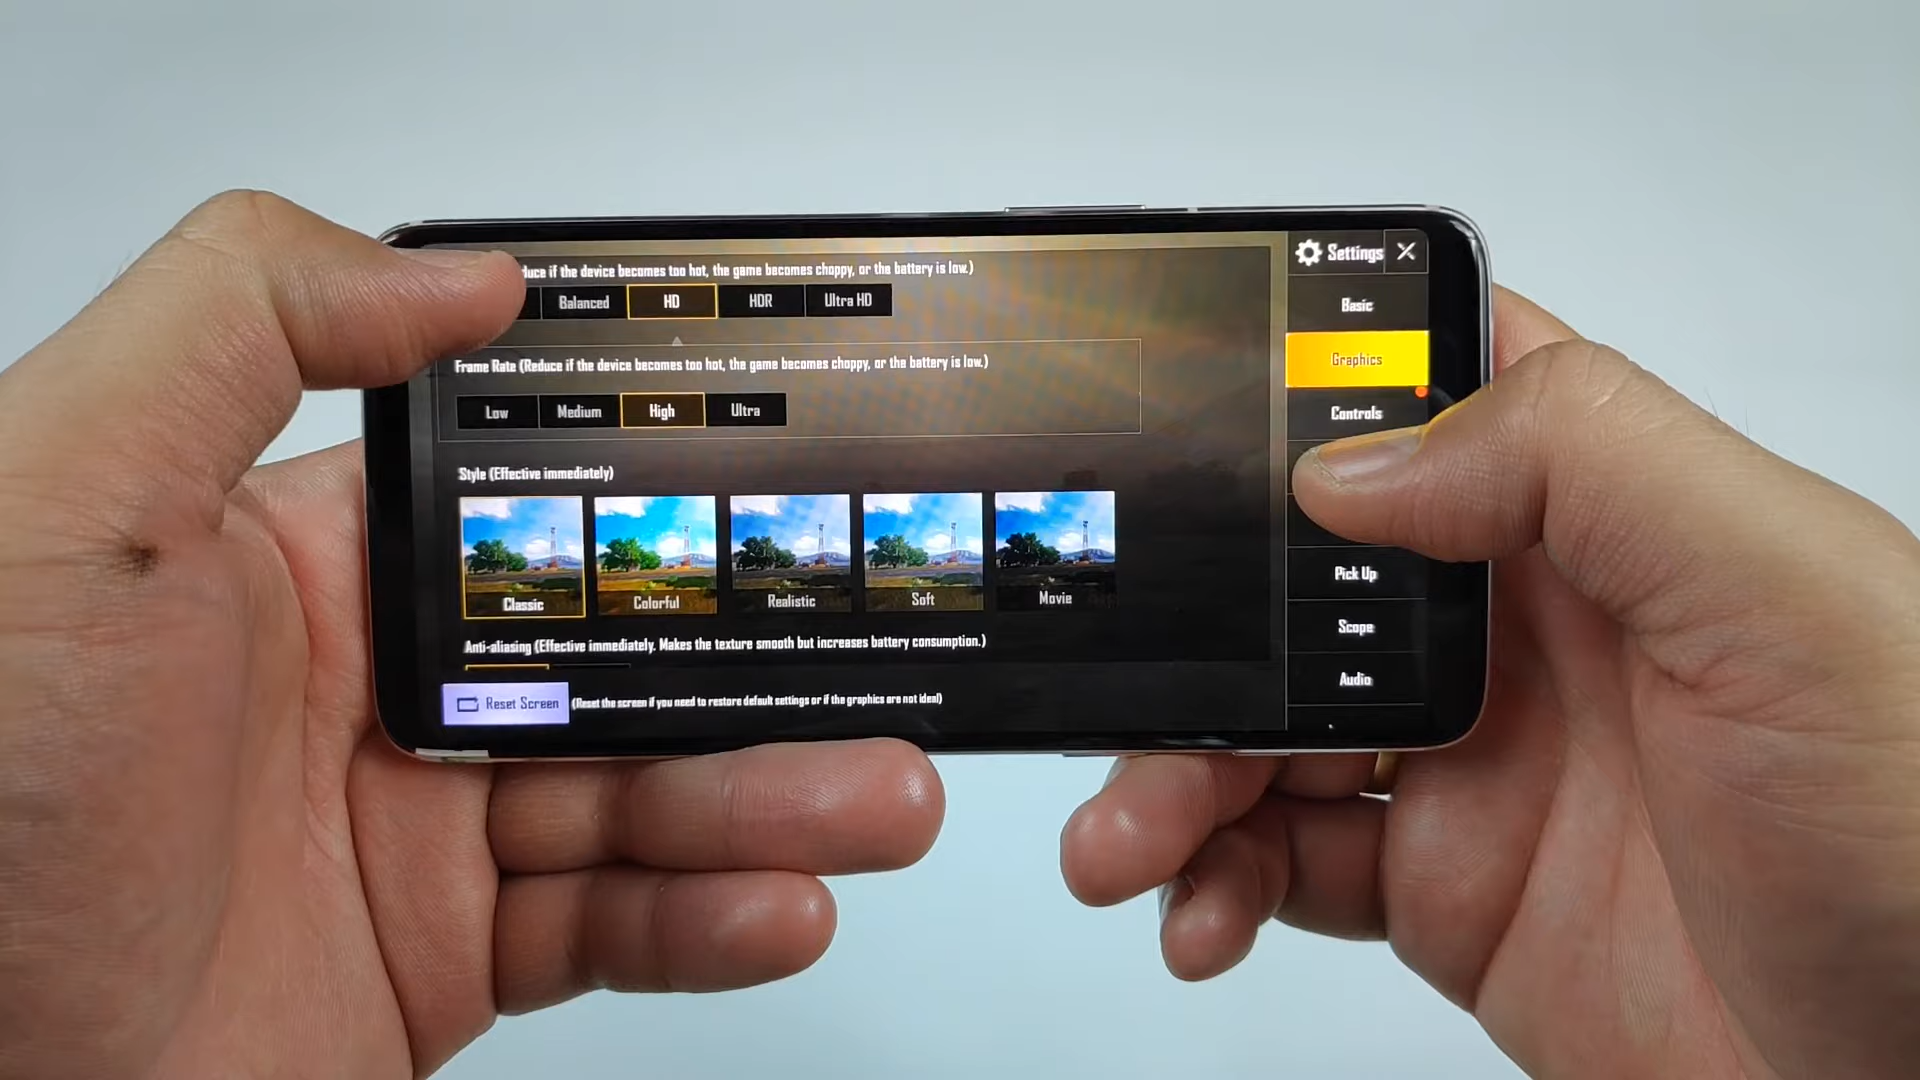 if the device becomes too hot, the game becomes choppy, or the battery is low.)
Balanced
HD
HDR
Ultra HD
Frame Rate (Reduce if the device becomes too hot, the game becomes choppy, or the battery is low.)
Low
Medium
High
Ultra
Style (Effective immediately)
Classic
Colorful
Realistic
Soft
Movie
Anti-aliasing (Effective immediately. Makes the texture smooth but increases battery consumption.)
Reset Screen
(Reset the screen if you need to restore default settings or if the graphics are not ideal)
Settings
Basic
Graphics
Controls
Pick Up
Scope
Audio